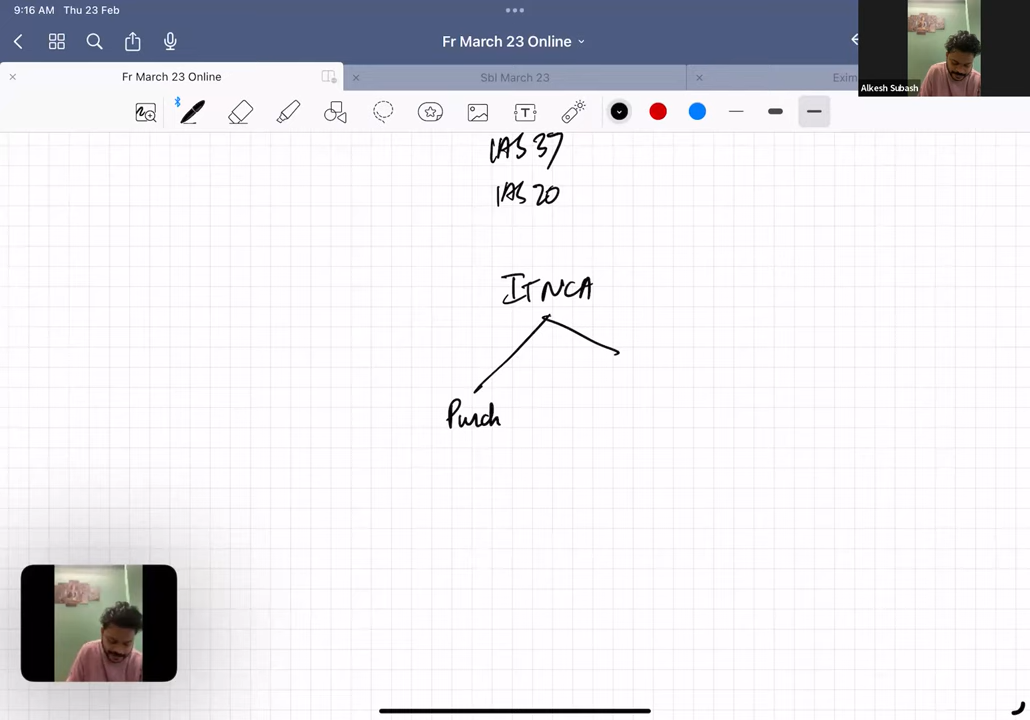 9:16 AM Thu 23 Feb
Fr March 23 Online
Alkesh Subash
Fr March 23 Online
Sbl March 23
Exim
T
IAS 37
IAS 20
ITNCA
Purch